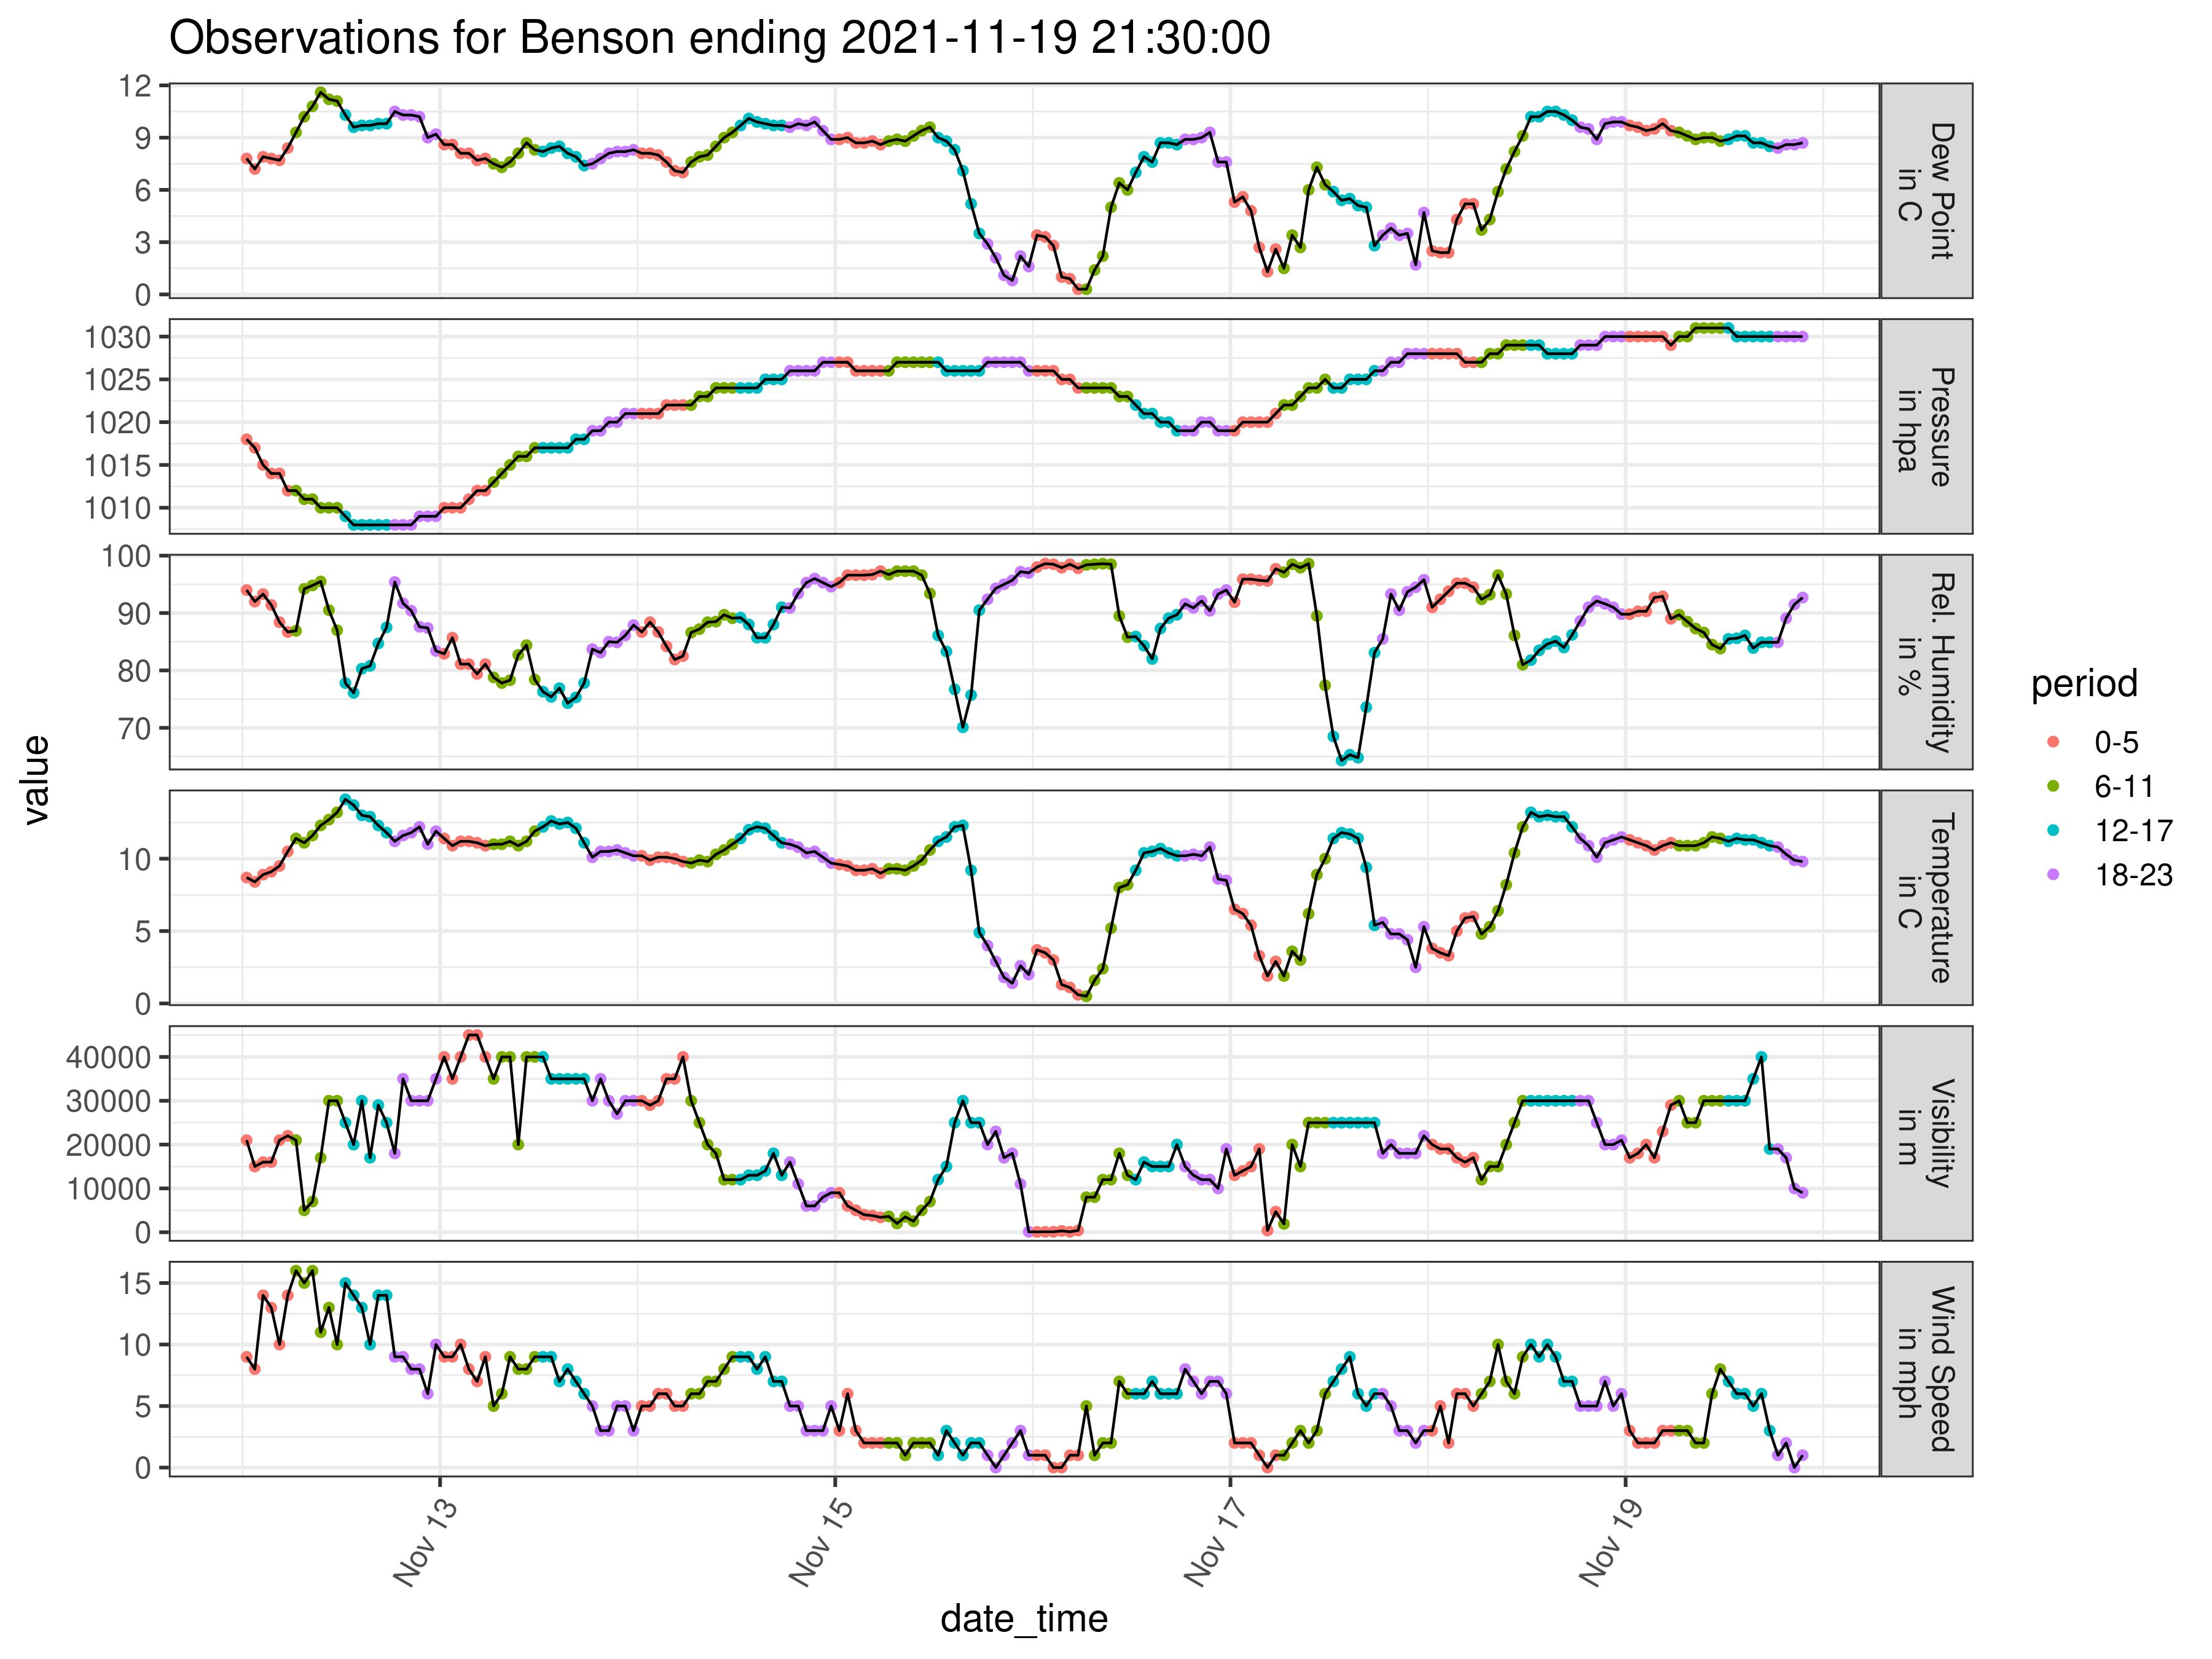 Observations for Benson ending 2021-11-19 21:30:00
value
12
9
6
3
0
Dew Point
in C
1030
1025
1020
1015
1010
Pressure
in hpa
100
90
80
70
Rel. Humidity
in %
10
5
0
Temperature
in C
40000
30000
20000
10000
0
Visibility
in m
15
10
5
0
Wind Speed
in mph
Nov 13
Nov 15
Nov 17
Nov 19
date_time
period
0-5
6-11
12-17
18-23